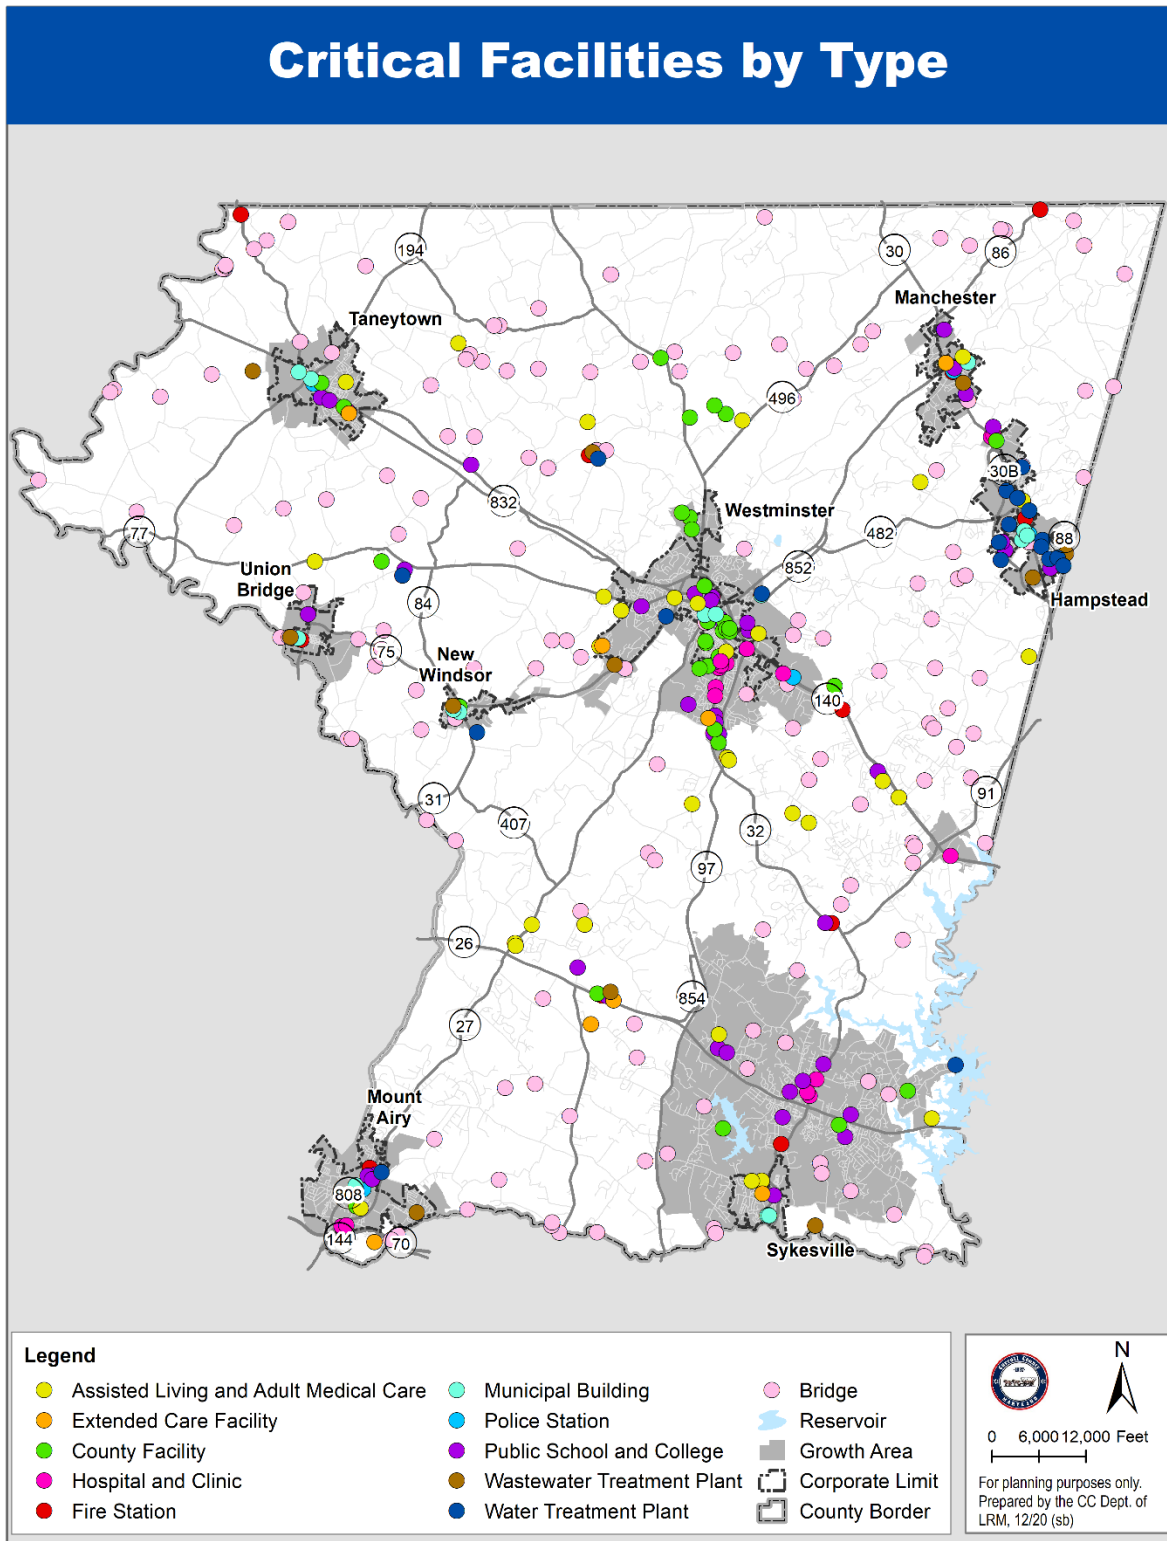 Critical Facilities by Type
194
30
86
Manchester
Taneytown
496
30B
832
Westminster
77
482
88
852
Union
Bridge
84
Hampstead
75
New
Windsor
140
31
91
407
32
97
26
854
27
Mount
Airy
808
144
70
Sykesville
Legend
Assisted Living and Adult Medical Care
Extended Care Facility
County Facility
Hospital and Clinic
Fire Station
Municipal Building
Police Station
Public School and College
Wastewater Treatment Plant
Water Treatment Plant
Bridge
Reservoir
Growth Area
Corporate Limit
County Border
N
0 6,000 12,000 Feet
For planning purposes only.
Prepared by the CC Dept. of
LRM, 12/20 (sb)